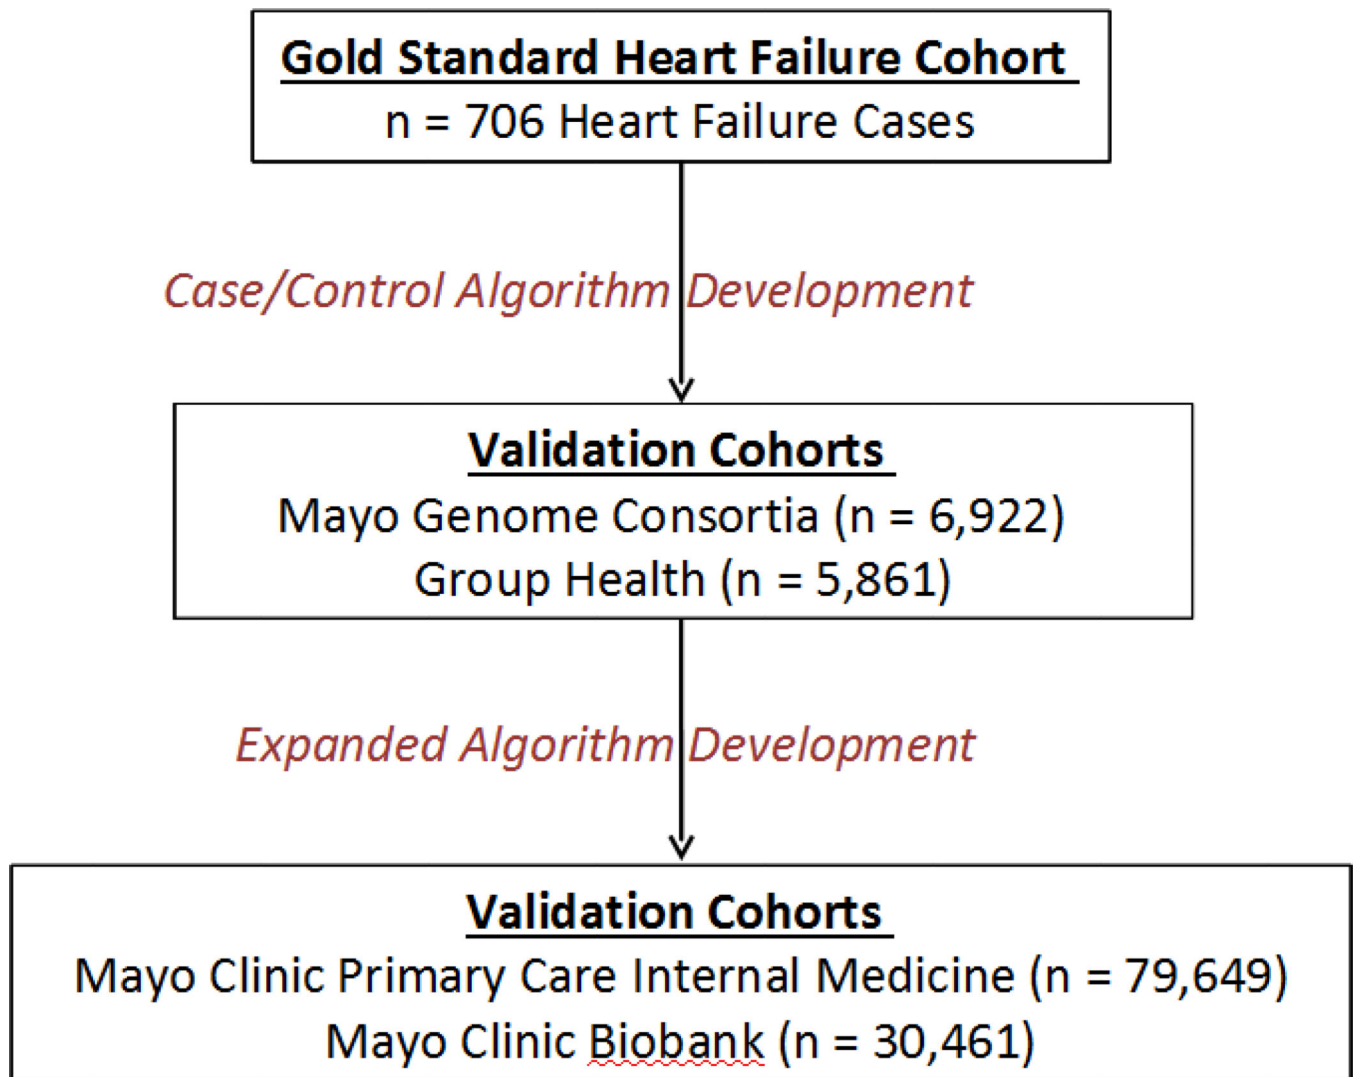 Gold Standard Heart Failure Cohort
n = 706 Heart Failure Cases
Case/Control Algorithm Development
Validation Cohorts
Mayo Genome Consortia (n = 6,922)
Group Health (n = 5,861)
Expanded Algorithm Development
Validation Cohorts
Mayo Clinic Primary Care Internal Medicine (n = 79,649)
Mayo Clinic Biobank (n = 30,461)